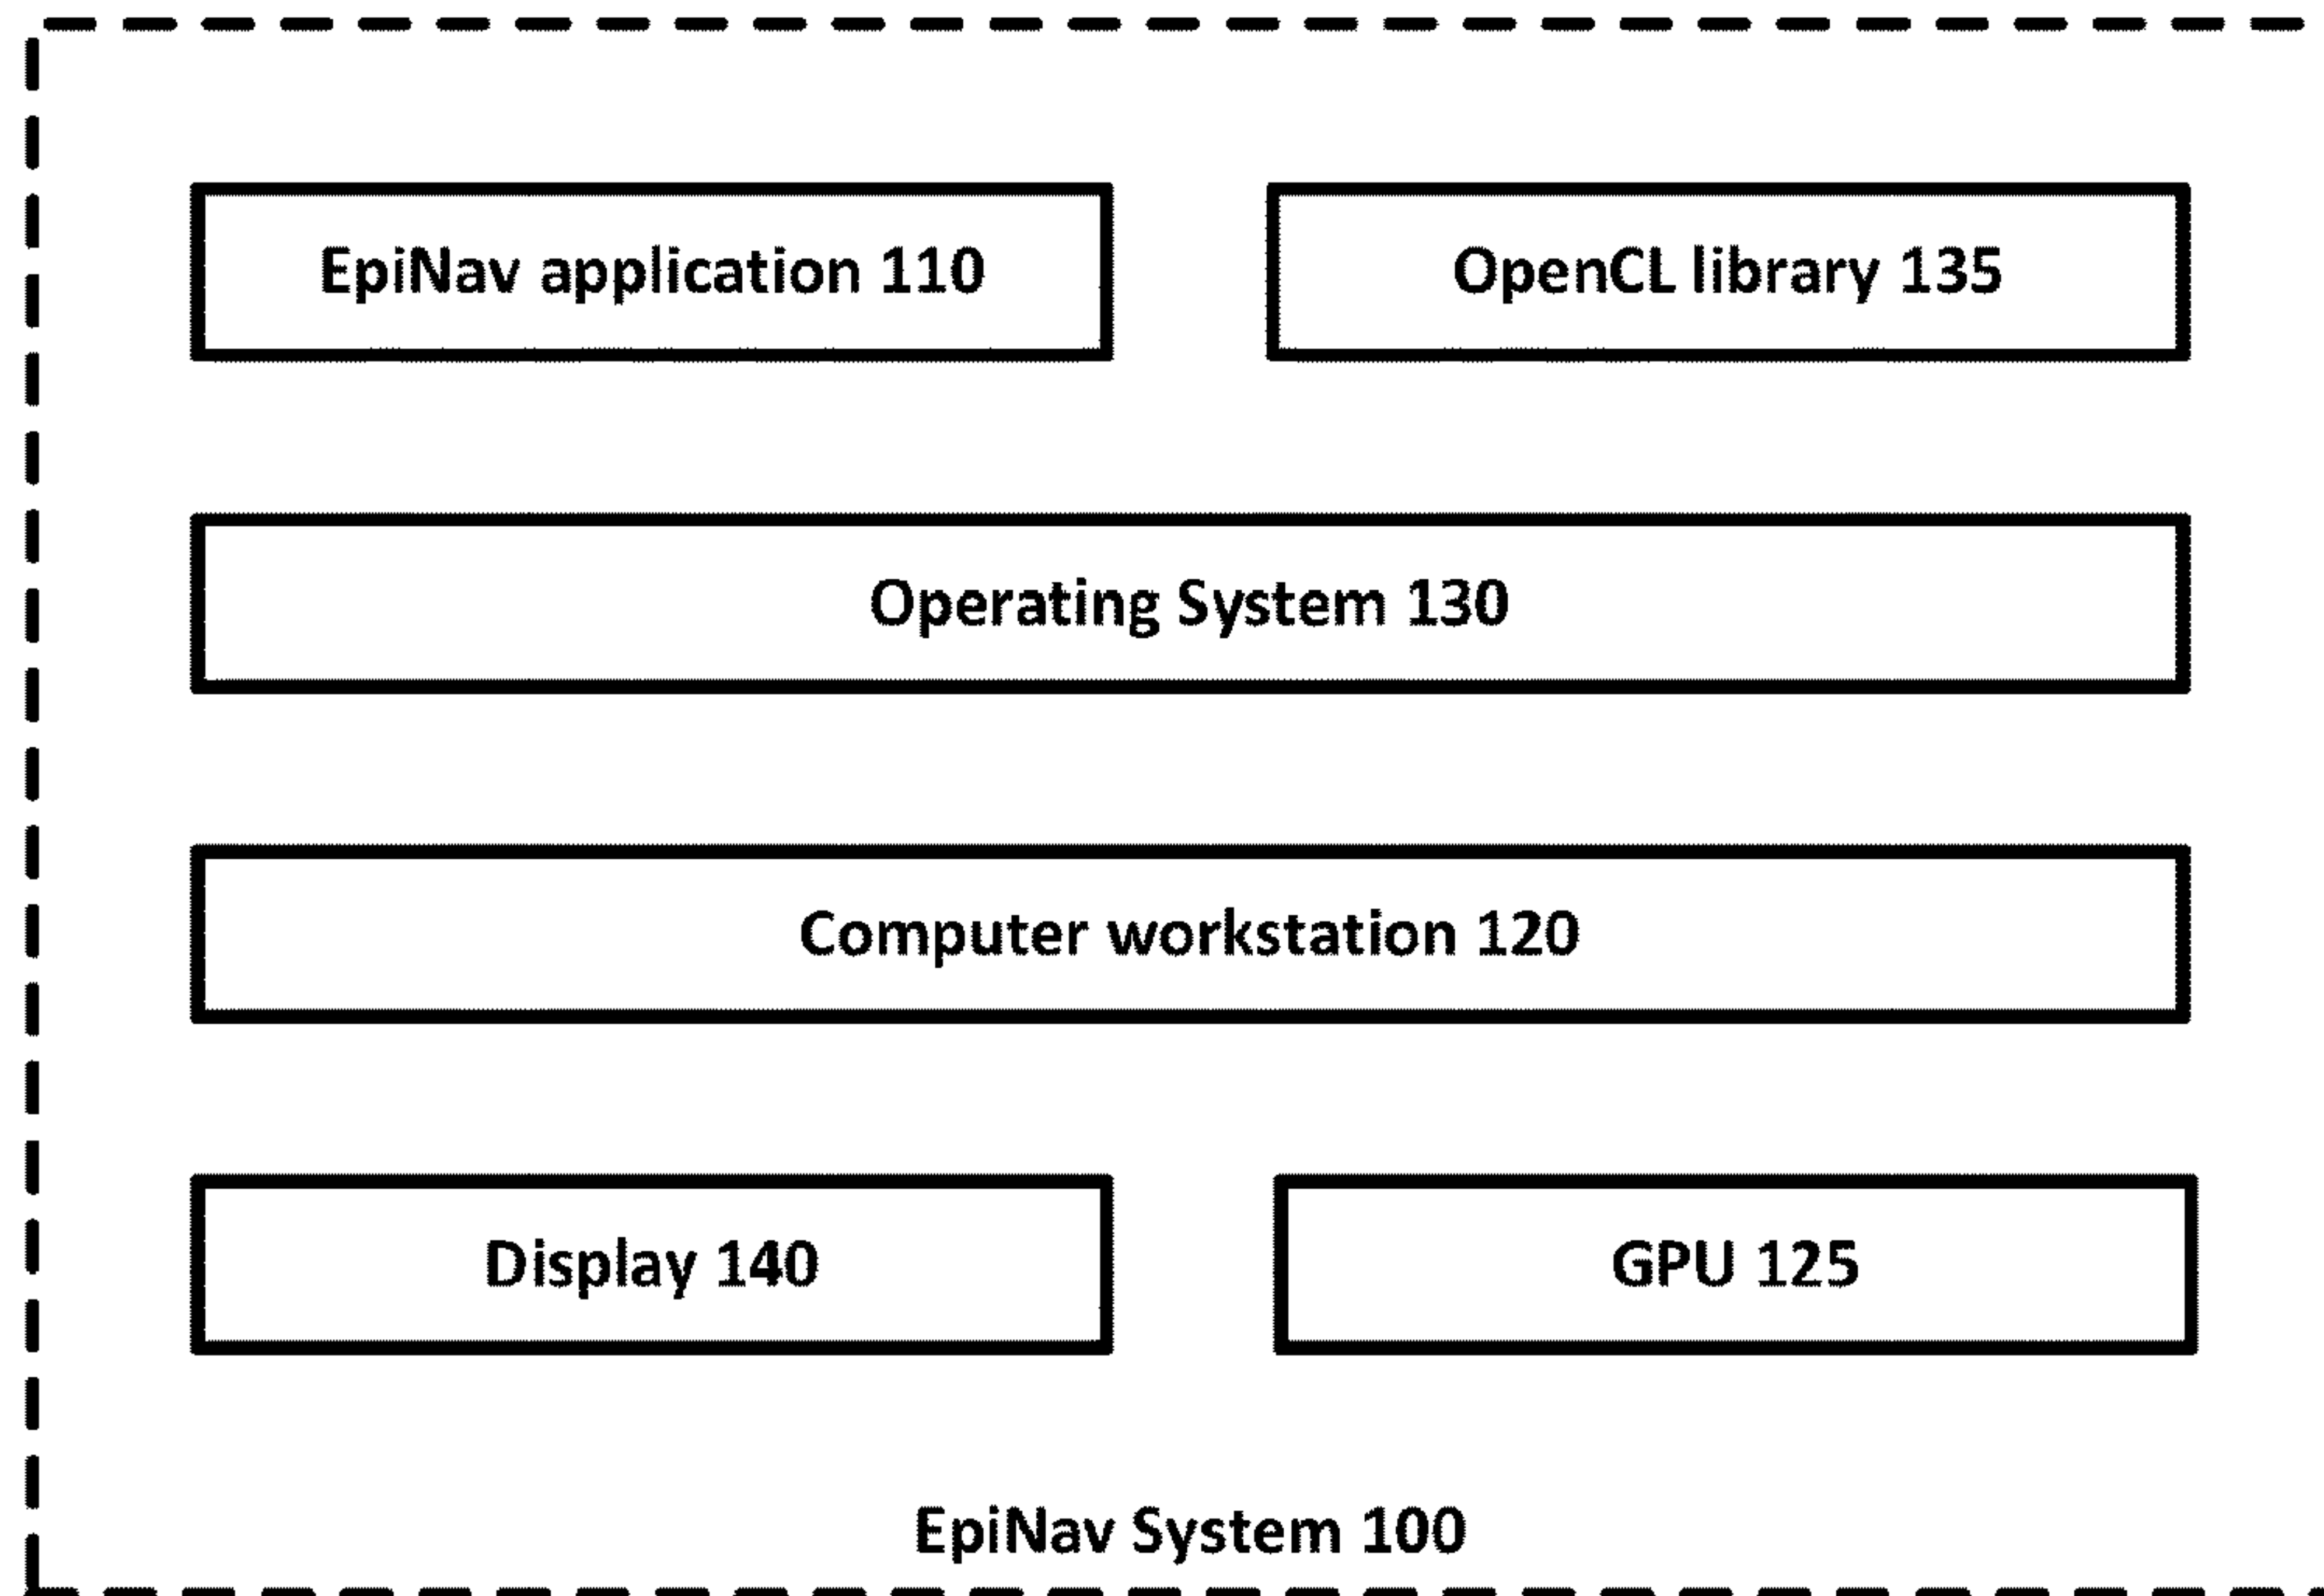 EpiNav application 110
OpenCL library 135
Operating System 130
Computer workstation 120
Display 140
GPU 125
EpiNav System 100